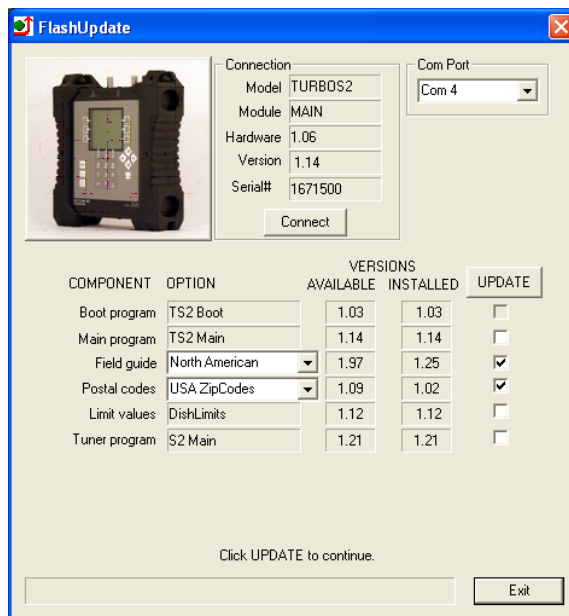 FlashUpdate
Connection
Com Port
Model TURBOS2
Com 4
Module MAIN
Hardware 1.06
Version 1.14
Serial# 1671500
Connect
VERSIONS
COMPONENT OPTION AVAILABLE INSTALLED UPDATE
Boot program TS2 Boot 1.03 1.03
Main program TS2 Main 1.14 1.14
Field guide North American 1.97 1.25
Postal codes USA ZipCodes 1.09 1.02
Limit values DishLimits 1.12 1.12
Tuner program S2 Main 1.21 1.21
Click UPDATE to continue.
Exit